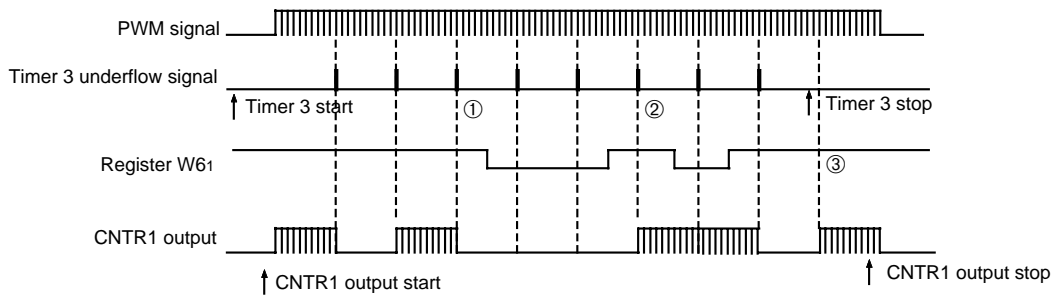 PWM signal
Timer 3 underflow signal
Timer 3 start
①
②
Timer 3 stop
Register W61
③
CNTR1 output
CNTR1 output start
CNTR1 output stop